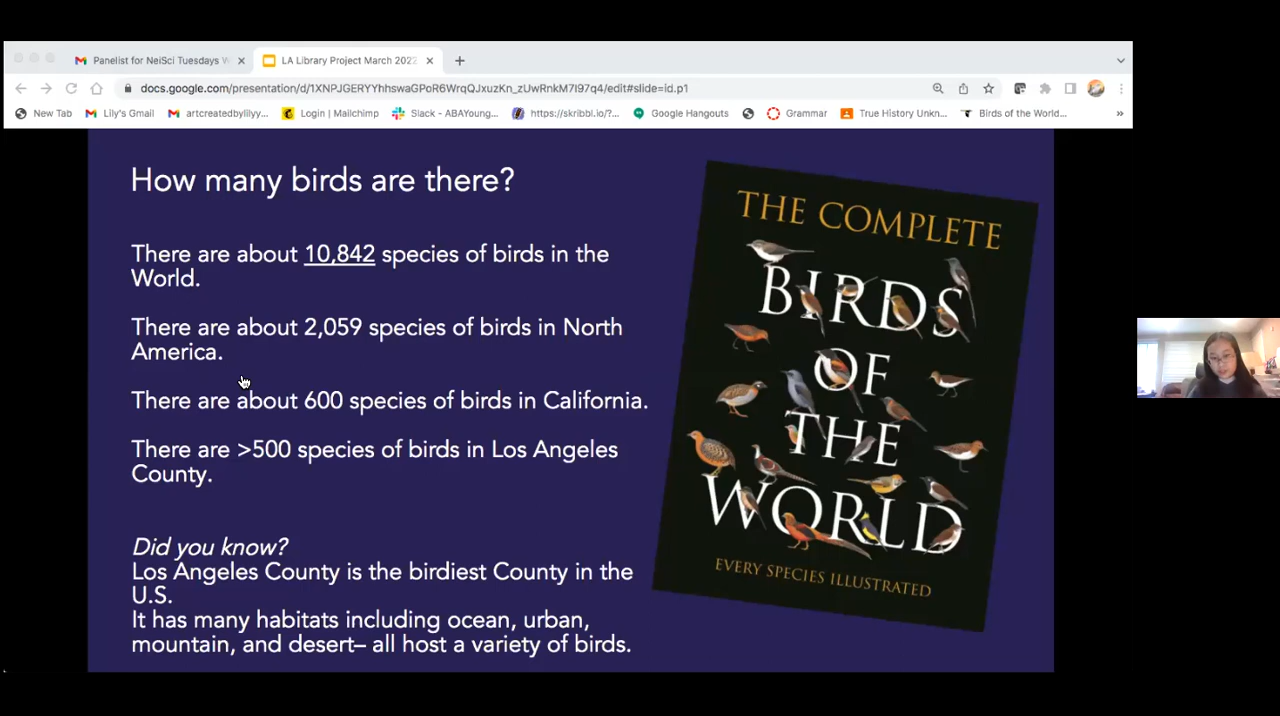 Panelist for NeiSci Tuesdays W
LA Library Project March 2022
docs.google.com/presentation/d/1XNPJGERYYhhswaGPoR6WrqQJxuzKn_zUwRnkM7I97q4/edit#slide=id.p1
New Tab
Lily's Gmail
artcreatedbylilyy...
Login | Mailchimp
Slack - ABAYoung...
https://skribbl.io/?...
Google Hangouts
Grammar
True History Unkn...
Birds of the World...
»
How many birds are there?
There are about 10,842 species of birds in the
World.
There are about 2,059 species of birds in North
America.
There are about 600 species of birds in California.
There are >500 species of birds in Los Angeles
County.
Did you know?
Los Angeles County is the birdiest County in the
U.S.
It has many habitats including ocean, urban,
mountain, and desert– all host a variety of birds.
THE COMPLETE
BIRDS
OF
THE
WORLD
EVERY SPECIES ILLUSTRATED